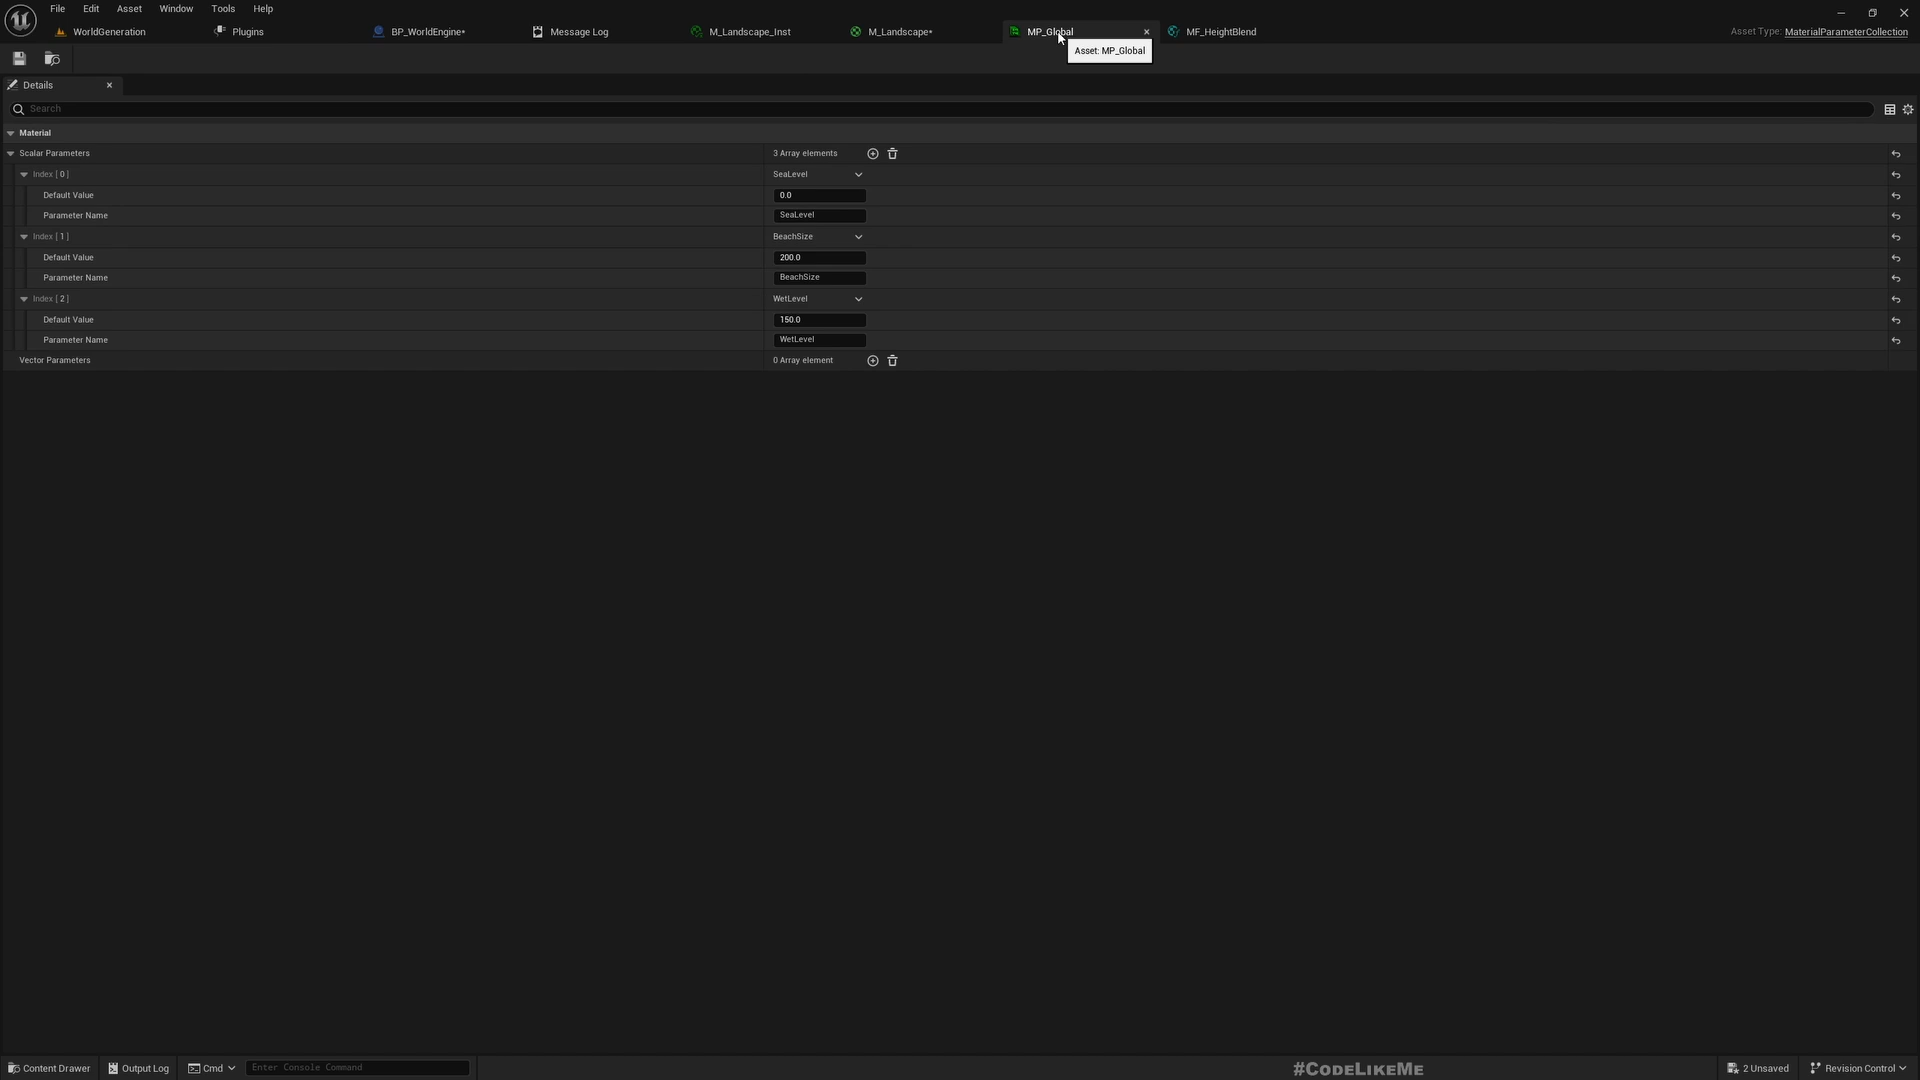 File Edit Asset Window Tools Help
WorldGeneration Plugins BP_WorldEngine* Message Log M_Landscape_Inst M_Landscape* MP_Global MF_HeightBlend Asset Type: MaterialParameterCollection
Asset: MP_Global
Details
Search
Material
Scalar Parameters 3 Array elements
Index [ 0 ] SeaLevel
Default Value 0.0
Parameter Name SeaLevel
Index [ 1 ] BeachSize
Default Value 200.0
Parameter Name BeachSize
Index [ 2 ] WetLevel
Default Value 150.0
Parameter Name WetLevel
Vector Parameters 0 Array element
Content Drawer Output Log Cmd Enter Console Command #CodeLikeMe 2 Unsaved Revision Control